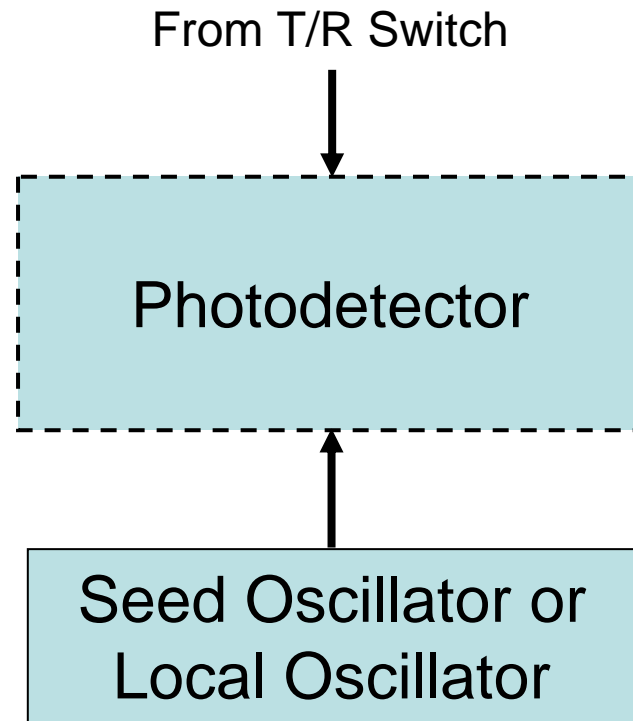 From T/R Switch
Photodetector
Seed Oscillator or
Local Oscillator